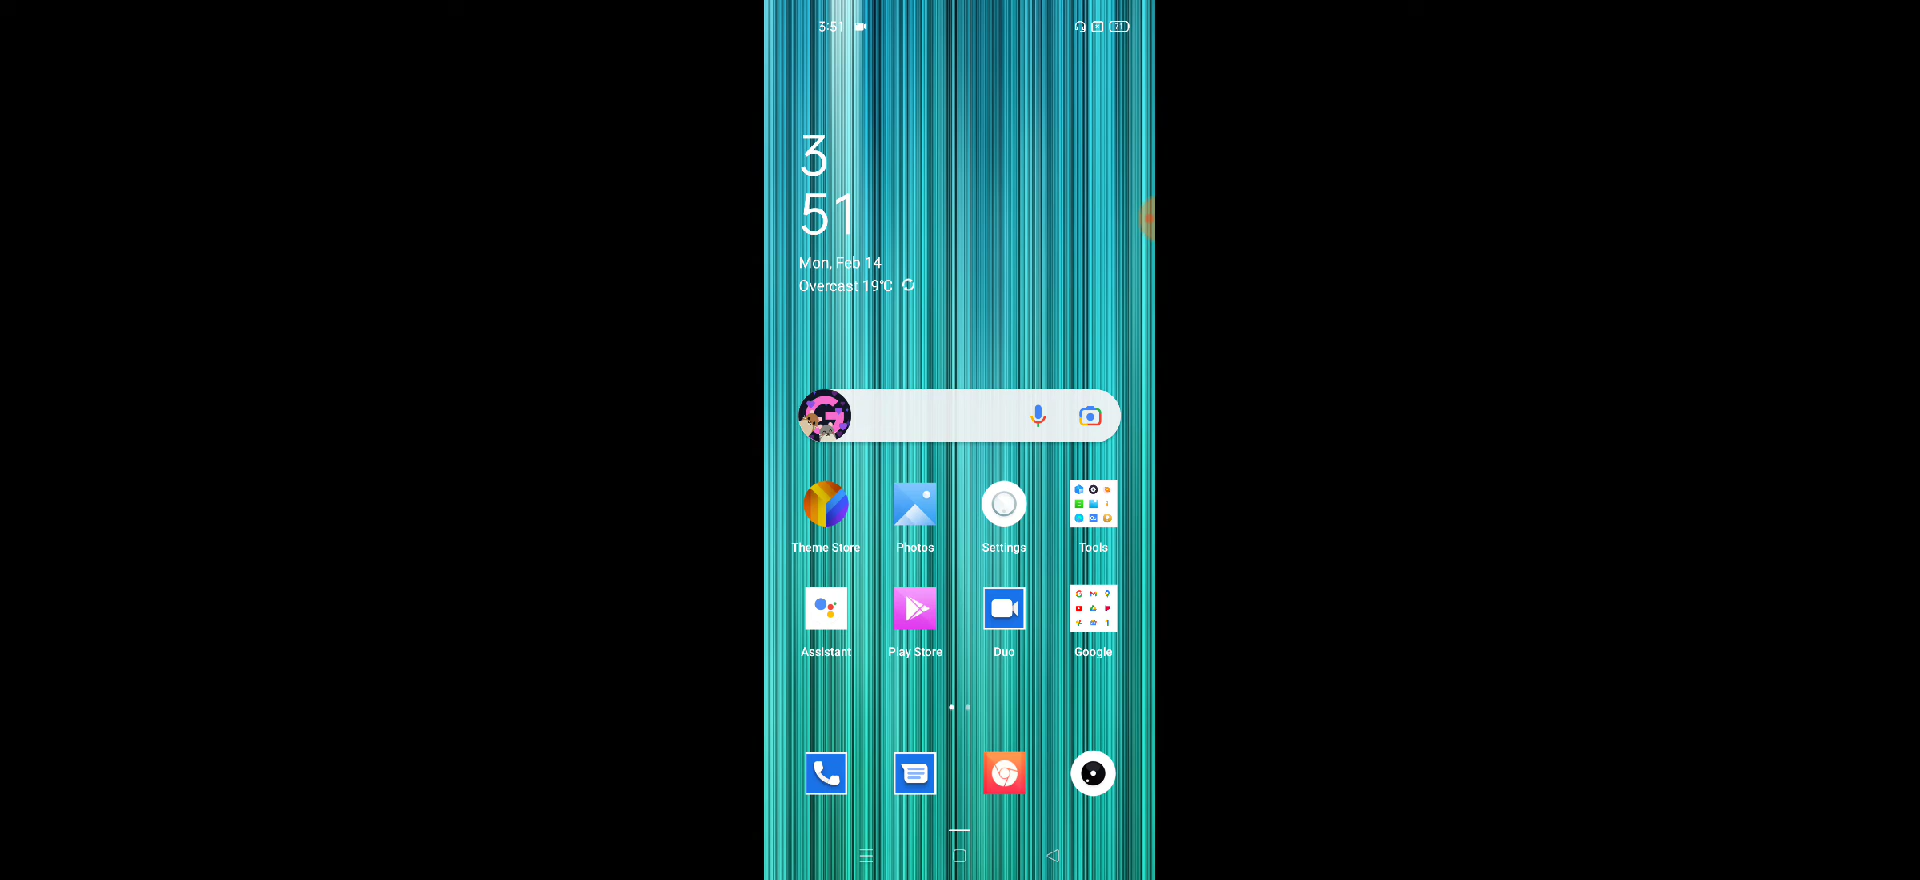 3:51
71
3
51
Mon, Feb 14
Overcast 19°C
Theme Store
Photos
Settings
Tools
Assistant
Play Store
Duo
Google